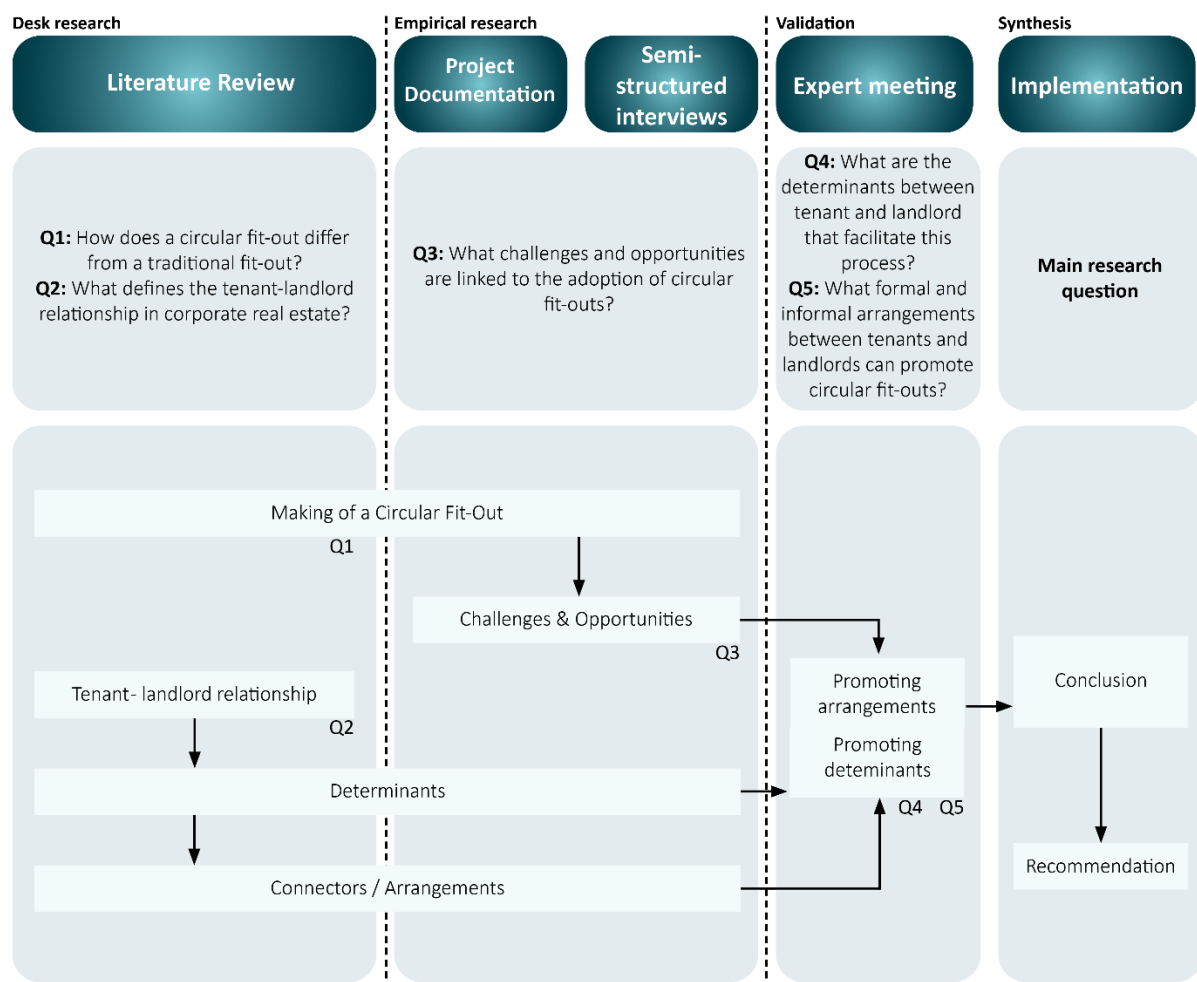 Desk research
Empirical research
Validation
Synthesis
Literature Review
Project
Documentation
Semi-
structured
interviews
Expert meeting
Implementation
Q1: How does a circular fit-out differ
from a traditional fit-out?
Q2: What defines the tenant-landlord
relationship in corporate real estate?
Q3: What challenges and opportunities
are linked to the adoption of circular
fit-outs?
Q4: What are the
determinants between
tenant and landlord
that facilitate this
process?
Q5: What formal and
informal arrangements
between tenants and
landlords can promote
circular fit-outs?
Main research
question
Making of a Circular Fit-Out
Q1
Challenges & Opportunities
Q3
Tenant- landlord relationship
Q2
Promoting
arrangements
Promoting
deteminants
Q4 Q5
Conclusion
Determinants
Connectors / Arrangements
Recommendation